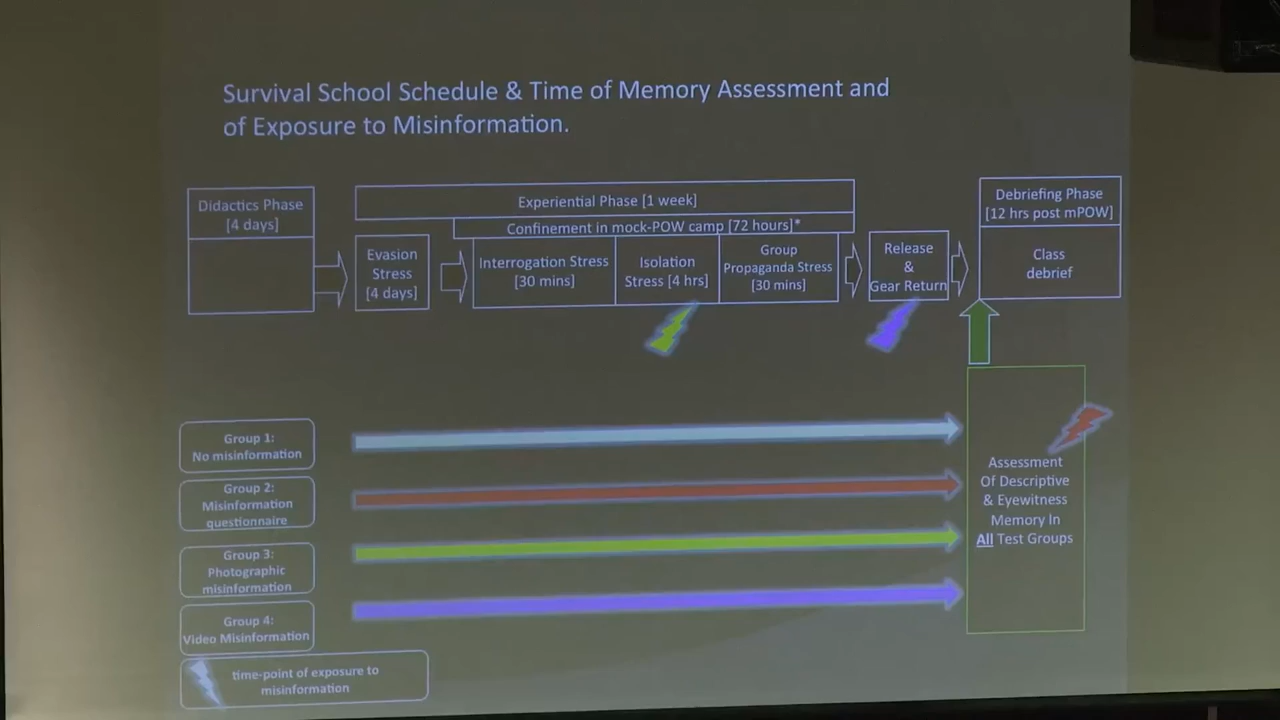 Survival School Schedule & Time of Memory Assessment and
of Exposure to Misinformation.
Didactics Phase
[4 days]
Experiential Phase [1 week]
Confinement in mock-POW camp [72 hours]*
Evasion
Stress
[4 days]
Interrogation Stress
[30 mins]
Isolation
Stress [4 hrs]
Group
Propaganda Stress
[30 mins]
Release
&
Gear Return
Debriefing Phase
[12 hrs post mPOW]
Class
debrief
Group 1:
No misinformation
Group 2:
Misinformation
questionnaire
Group 3:
Photographic
misinformation
Group 4:
Video Misinformation
time-point of exposure to
misinformation
Assessment
Of Descriptive
& Eyewitness
Memory In
All Test Groups